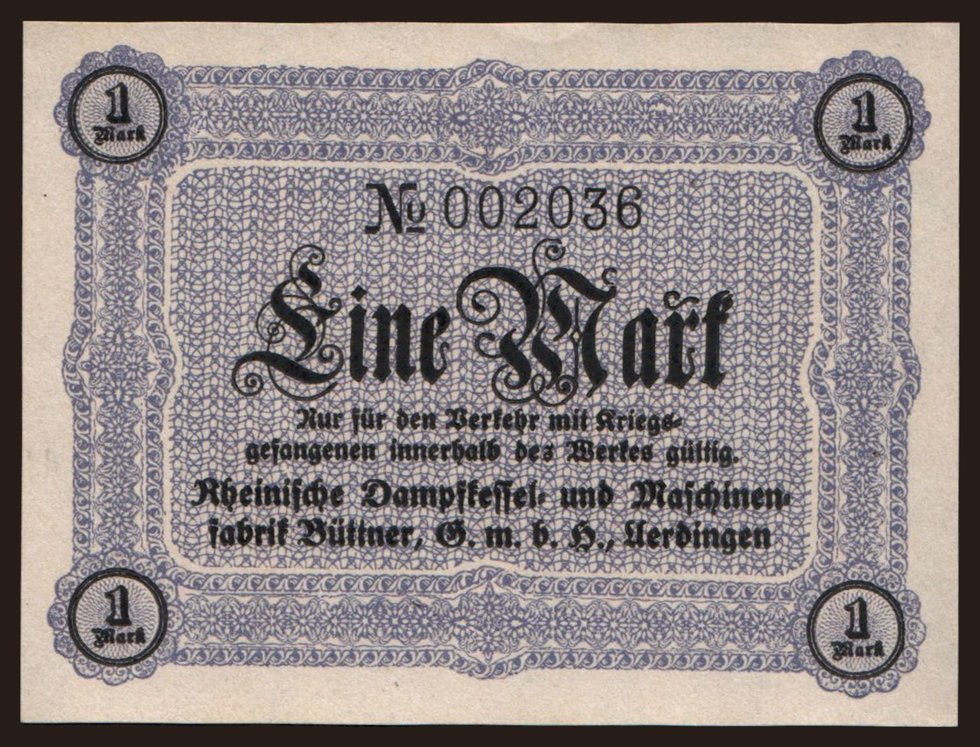 1 Mark
1 Mark
№ 002036
Eine Mark
Nur für den Verkehr mit Kriegs-
gefangenen innerhalb des Werkes gültig.
Rheinische Dampfkessel- und Maschinen-
fabrik Büttner, G. m. b. H., Uerdingen
1 Mark
1 Mark